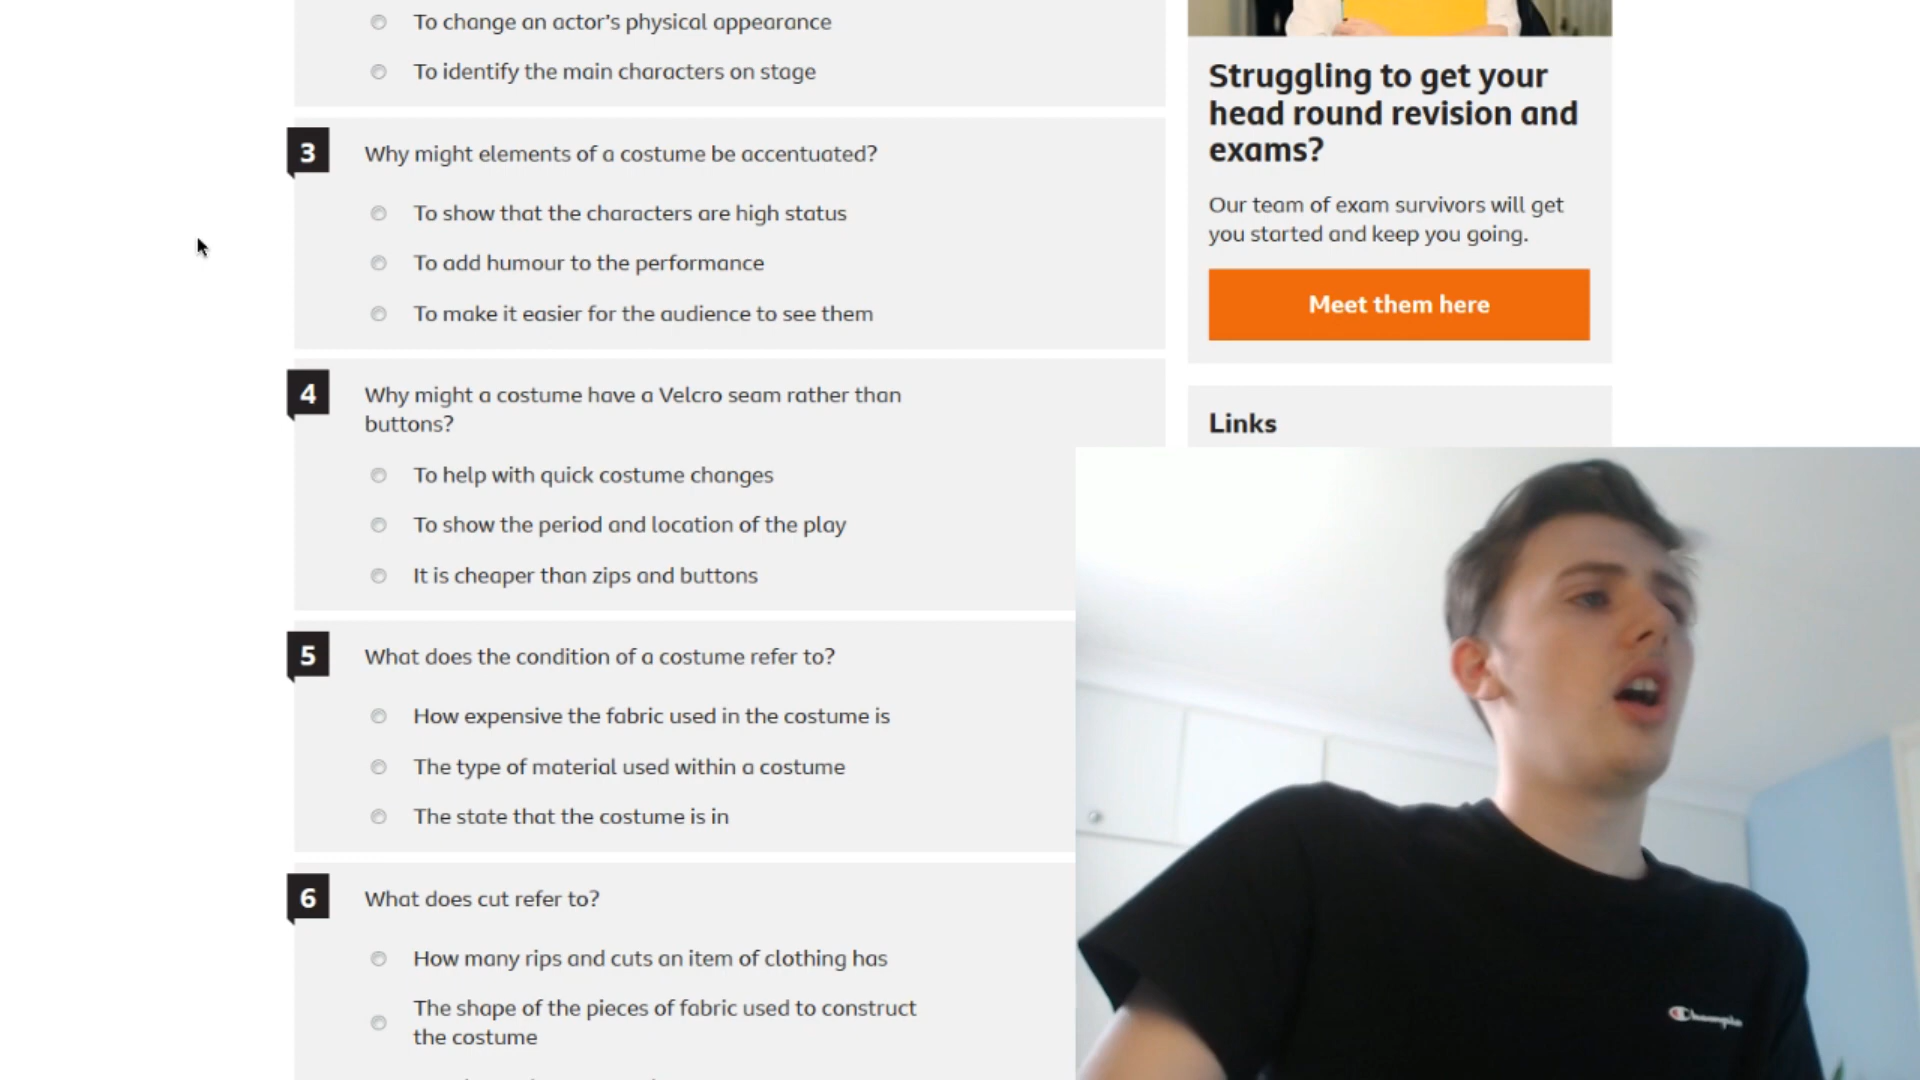 To change an actor's physical appearance
To identify the main characters on stage
3
Why might elements of a costume be accentuated?
To show that the characters are high status
To add humour to the performance
To make it easier for the audience to see them
4
Why might a costume have a Velcro seam rather than
buttons?
To help with quick costume changes
To show the period and location of the play
It is cheaper than zips and buttons
5
What does the condition of a costume refer to?
How expensive the fabric used in the costume is
The type of material used within a costume
The state that the costume is in
6
What does cut refer to?
How many rips and cuts an item of clothing has
The shape of the pieces of fabric used to construct
the costume
Struggling to get your
head round revision and
exams?
Our team of exam survivors will get
you started and keep you going.
Meet them here
Links
Champion